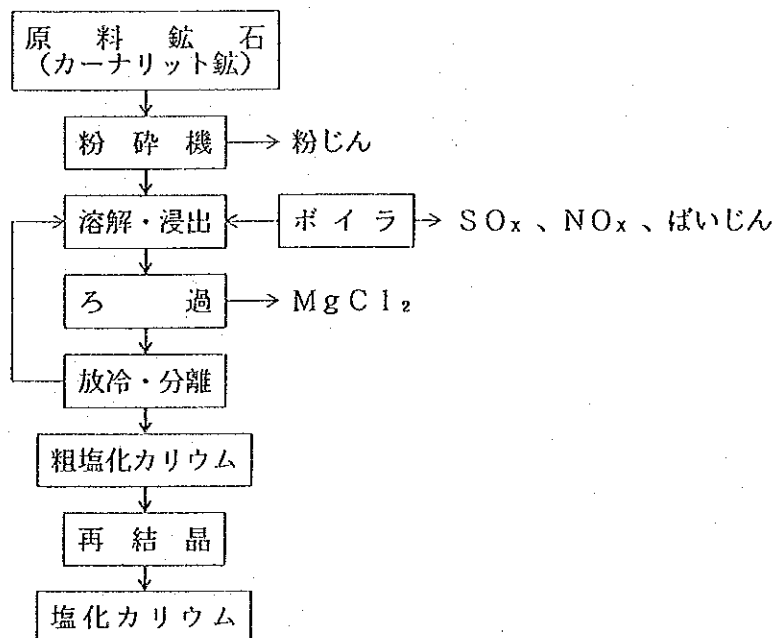 原料鉱石
(カーナリット鉱)
粉砕機
粉じん
溶解・浸出
ボイラ
SOx、NOx、ばいじん
ろ過
MgCl₂
放冷・分離
粗塩化カリウム
再結晶
塩化カリウム